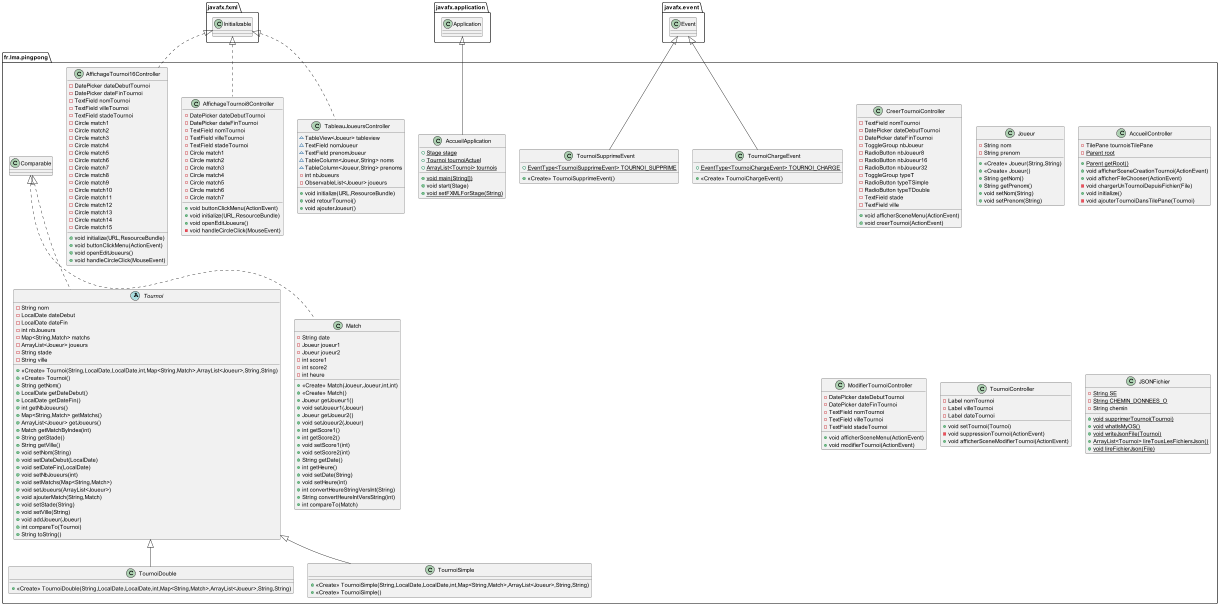 javafx.fxml
Initializable
javafx.application
Application
javafx.event
Event
fr.ima.pingpong
AffichageTournoi16Controller
DatePicker dateDebutTournoi
DatePicker dateFinTournoi
TextField nomTournoi
TextField villeTournoi
TextField stadeTournoi
Circle match1
Circle match2
Circle match3
Circle match4
Circle match5
Circle match6
Circle match7
Circle match8
Circle match9
Circle match10
Circle match11
Circle match12
Circle match13
Circle match14
Circle match15
void initialize(URL,ResourceBundle)
void buttonClickMenu(ActionEvent)
void openEditJoueurs()
void handleCircleClick(MouseEvent)
AffichageTournoi8Controller
DatePicker dateDebutTournoi
DatePicker dateFinTournoi
TextField nomTournoi
TextField villeTournoi
TextField stadeTournoi
Circle match1
Circle match2
Circle match3
Circle match4
Circle match5
Circle match6
Circle match7
void buttonClickMenu(ActionEvent)
void initialize(URL,ResourceBundle)
void openEditJoueurs()
void handleCircleClick(MouseEvent)
TableauJoueursController
TableView<Joueur> tableview
TextField nomJoueur
TextField prenomJoueur
TableColumn<Joueur,String> noms
TableColumn<Joueur,String> prenoms
int nbJoueurs
ObservableList<Joueur> joueurs
void initialize(URL,ResourceBundle)
void retourTournoi()
void ajouterJoueur()
AccueilApplication
Stage stage
Tournoi tournoiActuel
ArrayList<Tournoi> tournois
void main(String[])
void start(Stage)
void setFXMLForStage(String)
TournoiSupprimeEvent
EventType<TournoiSupprimeEvent> TOURNOI_SUPPRIME
«Create» TournoiSupprimeEvent()
TournoiChargeEvent
EventType<TournoiChargeEvent> TOURNOI_CHARGE
«Create» TournoiChargeEvent()
CreerTournoiController
TextField nomTournoi
DatePicker dateDebutTournoi
DatePicker dateFinTournoi
ToggleGroup nbJoueur
RadioButton nbJoueur8
RadioButton nbJoueur16
RadioButton nbJoueur32
ToggleGroup typeT
RadioButton typeTSimple
RadioButton typeTDouble
TextField stade
TextField ville
void afficherSceneMenu(ActionEvent)
void creerTournoi(ActionEvent)
Joueur
String nom
String prenom
«Create» Joueur(String,String)
«Create» Joueur()
String getNom()
String getPrenom()
void setNom(String)
void setPrenom(String)
AccueilController
TilePane tournoisTilePane
Parent root
Parent getRoot()
void afficherSceneCreationTournoi(ActionEvent)
void afficherFileChooser(ActionEvent)
void chargerUnTournoiDepuisFichier(File)
void initialize()
void ajouterTournoiDansTilePane(Tournoi)
Comparable
Tournoi
String nom
LocalDate dateDebut
LocalDate dateFin
int nbJoueurs
Map<String,Match> matchs
ArrayList<Joueur> joueurs
String stade
String ville
«Create» Tournoi(String,LocalDate,LocalDate,int,Map<String,Match>,ArrayList<Joueur>,String,String)
«Create» Tournoi()
String getNom()
LocalDate getDateDebut()
LocalDate getDateFin()
int getNbJoueurs()
Map<String,Match> getMatchs()
ArrayList<Joueur> getJoueurs()
Match getMatchByIndex(int)
String getStade()
String getVille()
void setNom(String)
void setDateDebut(LocalDate)
void setDateFin(LocalDate)
void setNbJoueurs(int)
void setMatchs(Map<String,Match>)
void setJoueurs(ArrayList<Joueur>)
void ajouterMatch(String,Match)
void setStade(String)
void setVille(String)
void addJoueur(Joueur)
int compareTo(Tournoi)
String toString()
Match
String date
Joueur joueur1
Joueur joueur2
int score1
int score2
int heure
«Create» Match(Joueur,Joueur,int,int)
«Create» Match()
Joueur getJoueur1()
void setJoueur1(Joueur)
Joueur getJoueur2()
void setJoueur2(Joueur)
int getScore1()
int getScore2()
void setScore1(int)
void setScore2(int)
String getDate()
int getHeure()
void setDate(String)
void setHeure(int)
int convertHeureStringVersInt(String)
String convertHeureIntVersString(int)
int compareTo(Match)
ModifierTournoiController
DatePicker dateDebutTournoi
DatePicker dateFinTournoi
TextField nomTournoi
TextField villeTournoi
TextField stadeTournoi
void afficherSceneMenu(ActionEvent)
void modifierTournoi(ActionEvent)
TournoiController
Label nomTournoi
Label villeTournoi
Label dateTournoi
void setTournoi(Tournoi)
void suppressionTournoi(ActionEvent)
void afficherSceneModifierTournoi(ActionEvent)
JSONFichier
String SE
String CHEMIN_DONNEES_O
String chemin
void supprimerTournoi(Tournoi)
void whatIsMyOS()
void writeJsonFile(Tournoi)
ArrayList<Tournoi> lireTousLesFichiersJson()
void lireFichierJson(File)
TournoiDouble
«Create» TournoiDouble(String,LocalDate,LocalDate,int,Map<String,Match>,ArrayList<Joueur>,String,String)
TournoiSimple
«Create» TournoiSimple(String,LocalDate,LocalDate,int,Map<String,Match>,ArrayList<Joueur>,String,String)
«Create» TournoiSimple()